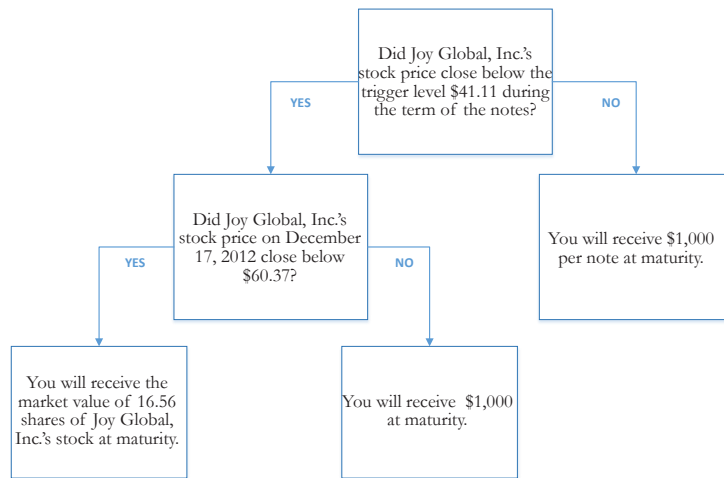 Did Joy Global, Inc.'s
stock price close below the
trigger level $41.11 during
the term of the notes?
YES
NO
Did Joy Global, Inc.'s
stock price on December
17, 2012 close below
$60.37?
You will receive $1,000
per note at maturity.
YES
NO
You will receive the
market value of 16.56
shares of Joy Global,
Inc.'s stock at maturity.
You will receive $1,000
at maturity.